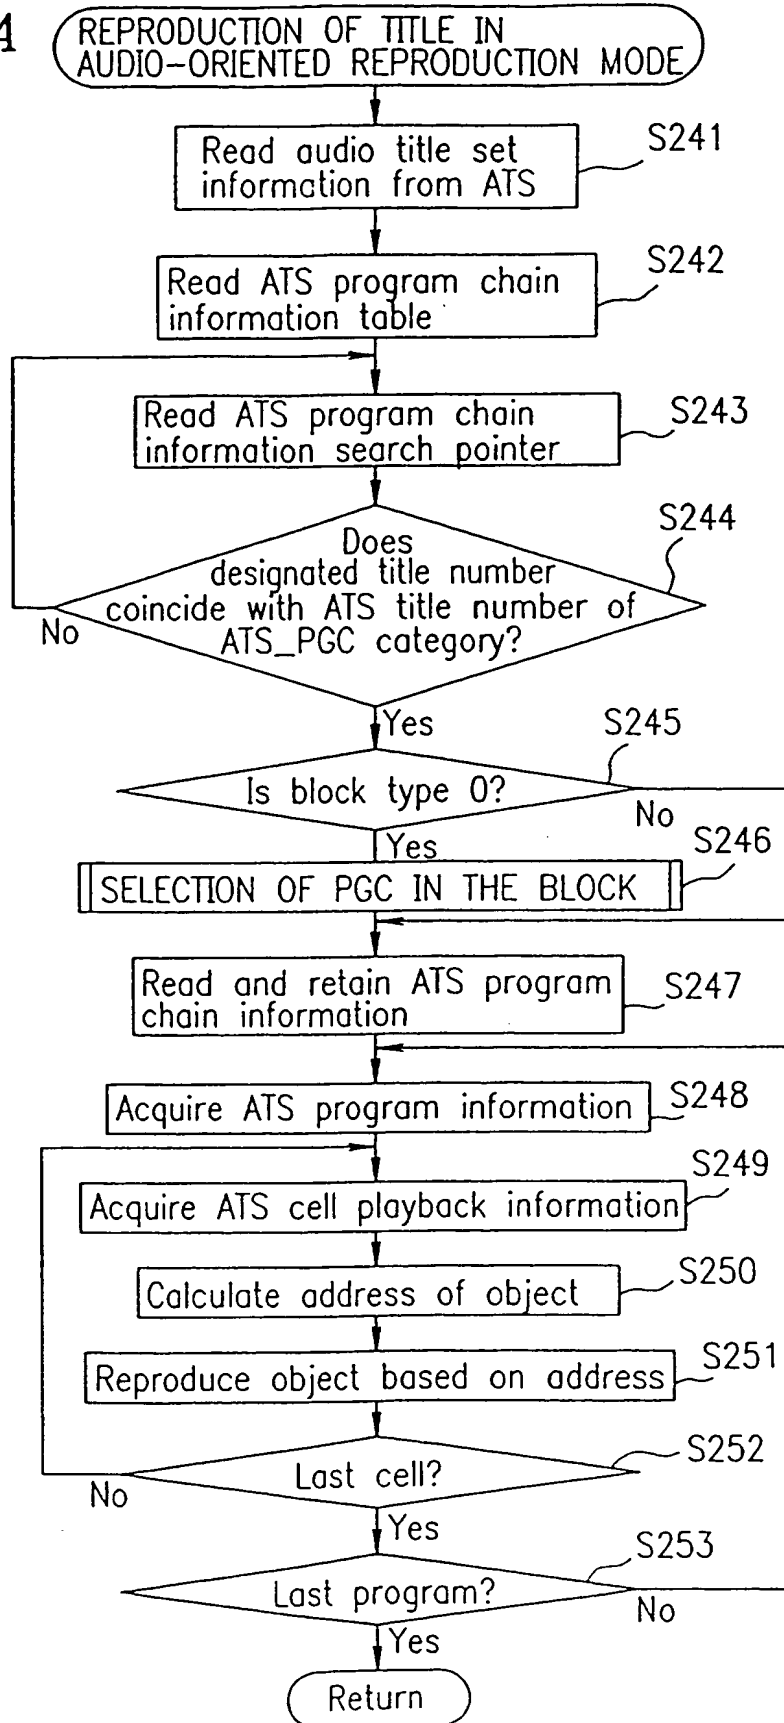 4
REPRODUCTION OF TITLE IN
AUDIO-ORIENTED REPRODUCTION MODE
Read audio title set
information from ATS
S241
Read ATS program chain
information table
S242
Read ATS program chain
information search pointer
S243
S244
Does
designated title number
coincide with ATS title number of
ATS_PGC category?
No
Yes
S245
Is block type 0?
No
Yes
S246
SELECTION OF PGC IN THE BLOCK
Read and retain ATS program
chain information
S247
Acquire ATS program information
S248
S249
Acquire ATS cell playback information
S250
Calculate address of object
S251
Reproduce object based on address
S252
Last cell?
No
Yes
S253
Last program?
No
Yes
Return